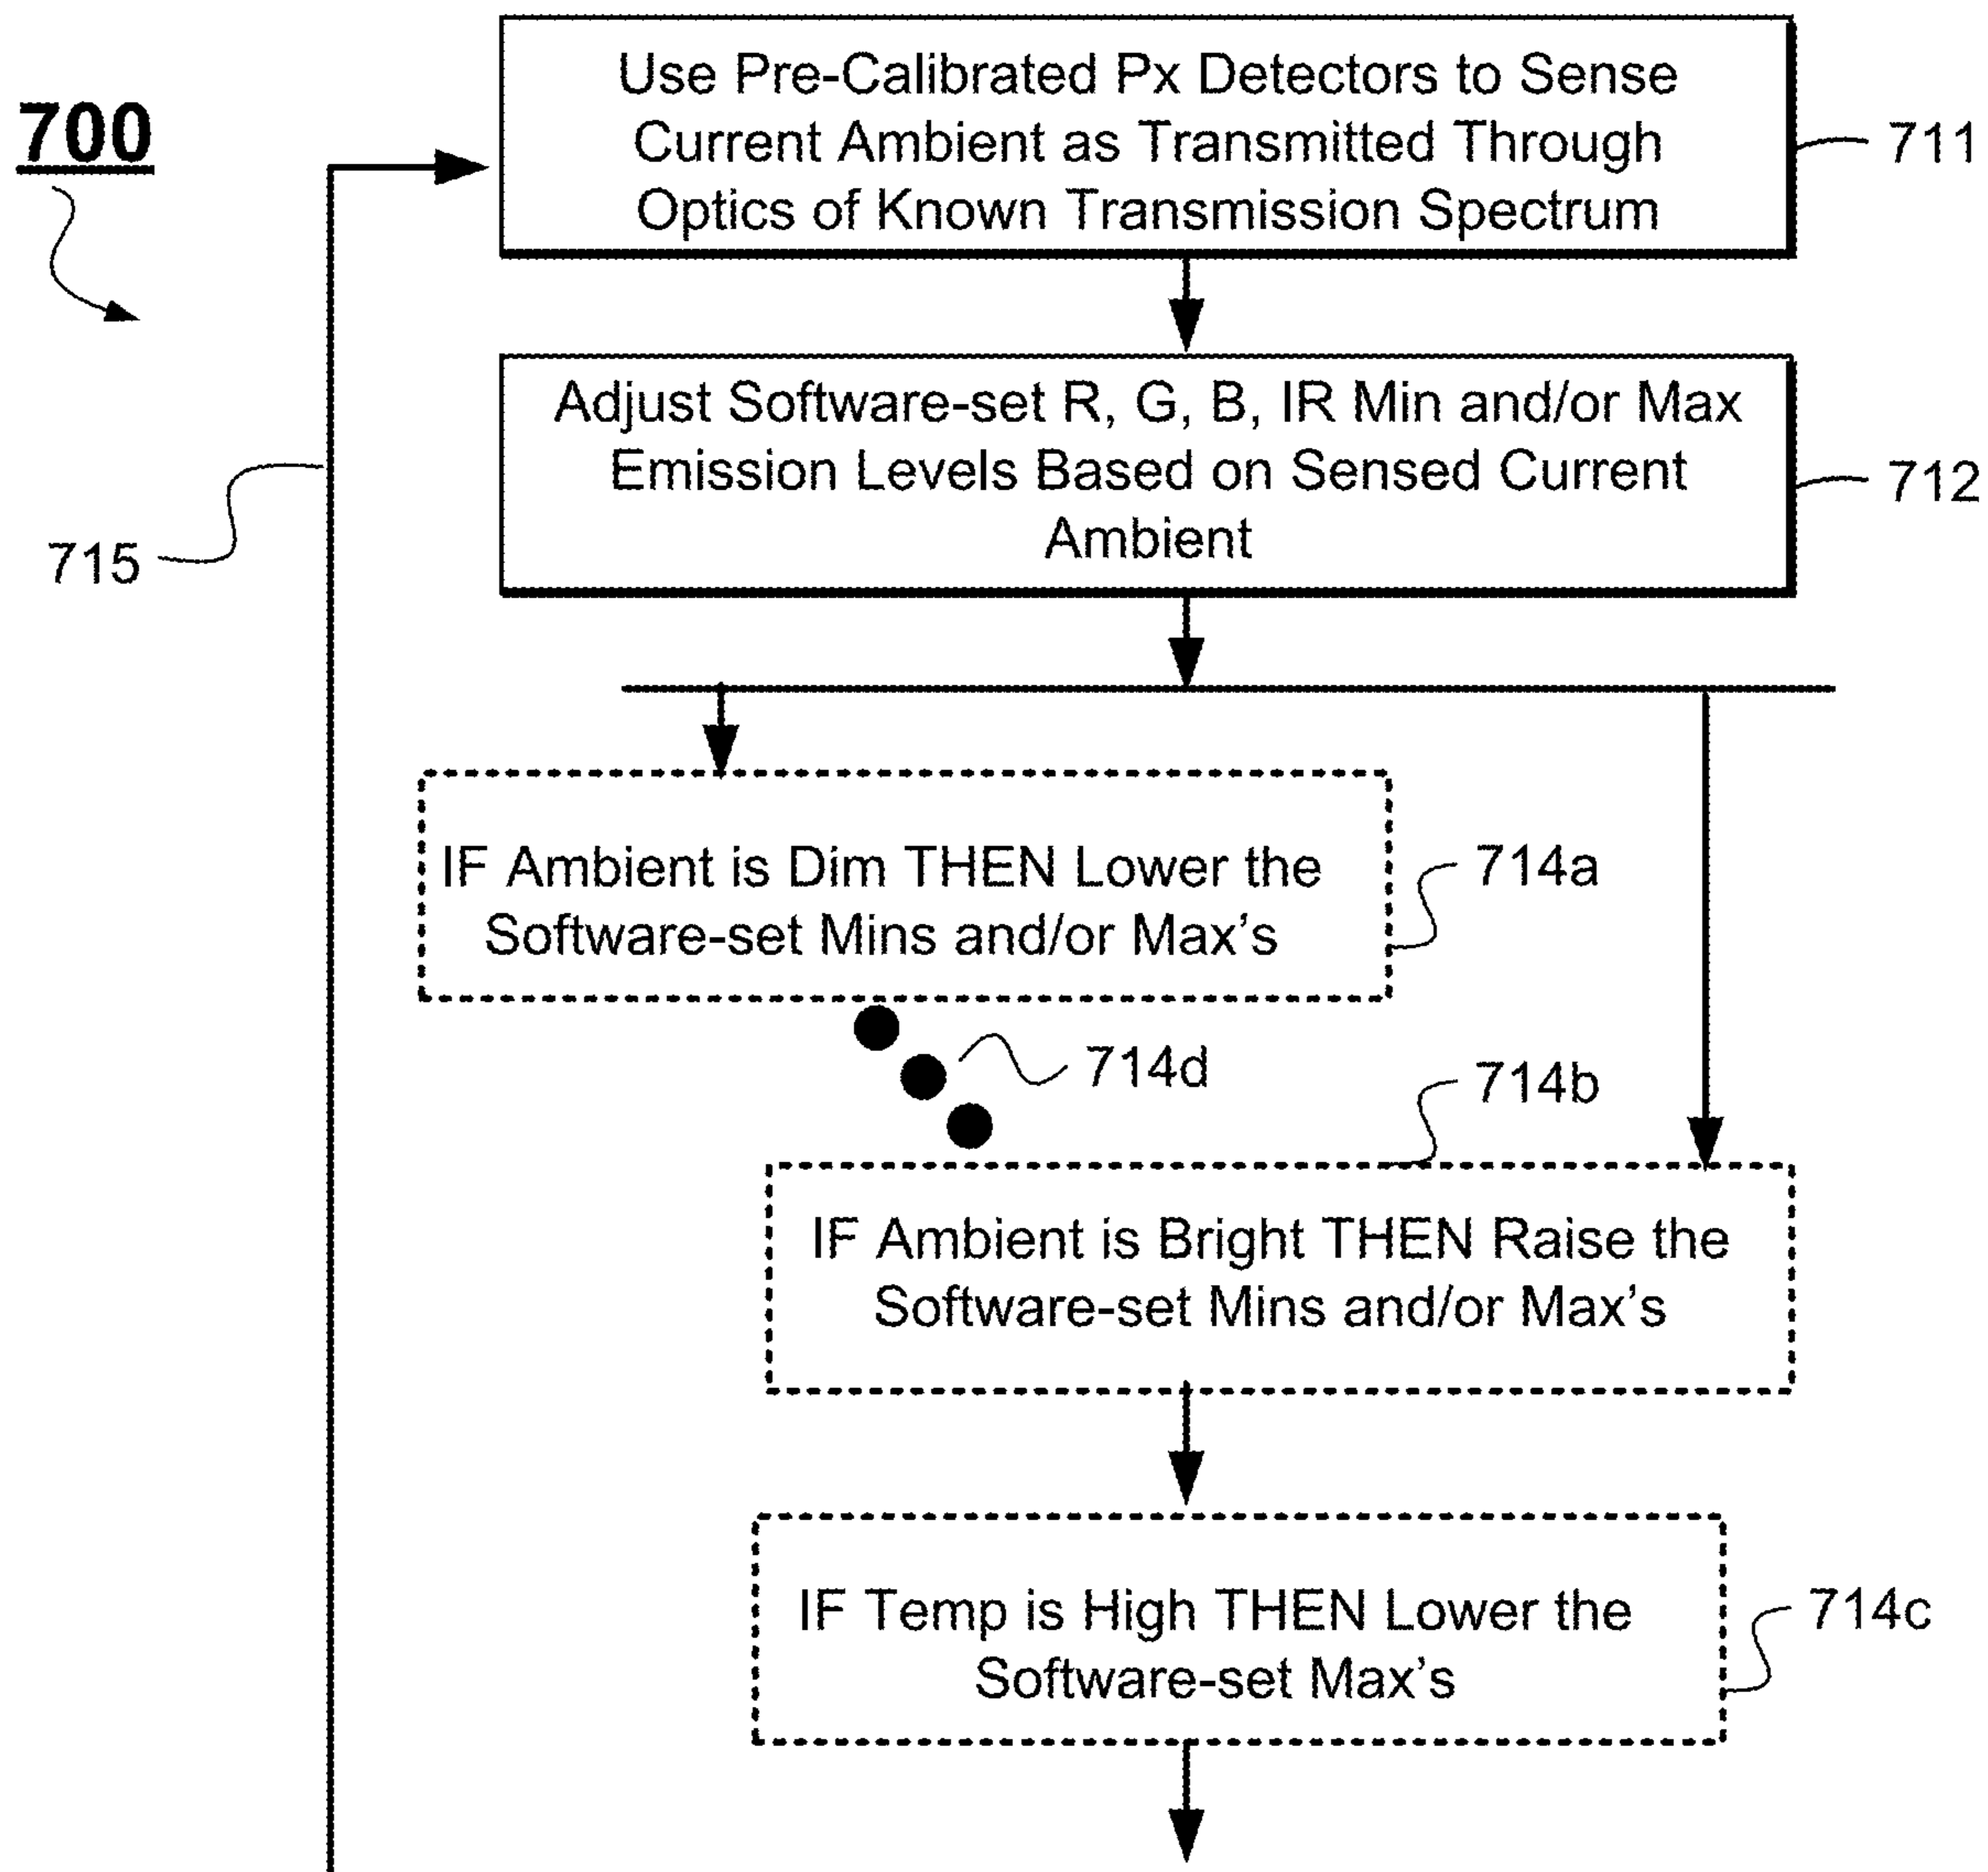 700
Use Pre-Calibrated Px Detectors to Sense
Current Ambient as Transmitted Through
Optics of Known Transmission Spectrum
711
Adjust Software-set R, G, B, IR Min and/or Max
Emission Levels Based on Sensed Current
Ambient
712
715
IF Ambient is Dim THEN Lower the
Software-set Mins and/or Max’s
714a
714d
714b
IF Ambient is Bright THEN Raise the
Software-set Mins and/or Max’s
IF Temp is High THEN Lower the
Software-set Max’s
714c